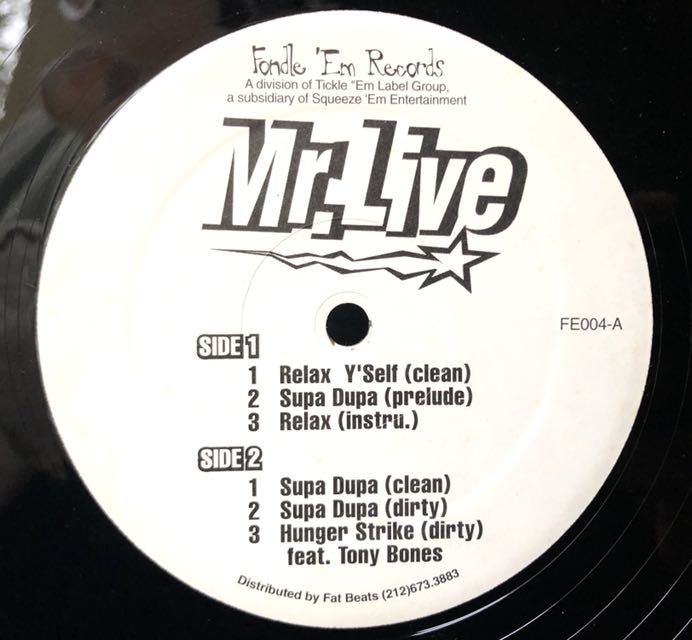 Fondle 'Em Records
A division of Tickle "Em Label Group,
a subsidiary of Squeeze 'Em Entertainment
Mr. Live
FE004-A
SIDE 1
1 Relax Y'Self (clean)
2 Supa Dupa (prelude)
3 Relax (instru.)
SIDE 2
1 Supa Dupa (clean)
2 Supa Dupa (dirty)
3 Hunger Strike (dirty)
feat. Tony Bones
Distributed by Fat Beats (212)673.3883